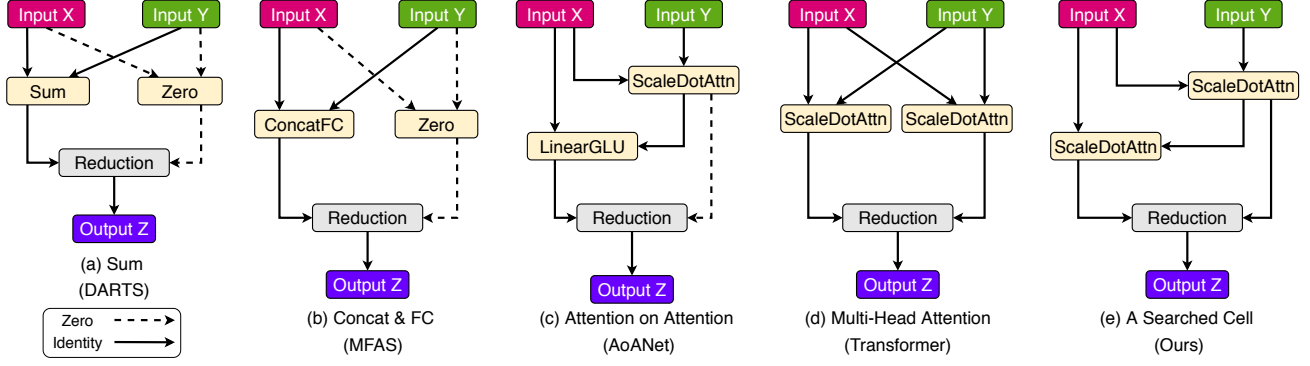 Input X
Input Y
Sum
Zero
Reduction
Output Z
(a) Sum
(DARTS)
Zero
Identity
Input X
Input Y
ConcatFC
Zero
Reduction
Output Z
(b) Concat & FC
(MFAS)
Input X
Input Y
ScaleDotAttn
LinearGLU
Reduction
Output Z
(c) Attention on Attention
(AoANet)
Input X
Input Y
ScaleDotAttn
ScaleDotAttn
Reduction
Output Z
(d) Multi-Head Attention
(Transformer)
Input X
Input Y
ScaleDotAttn
ScaleDotAttn
Reduction
Output Z
(e) A Searched Cell
(Ours)